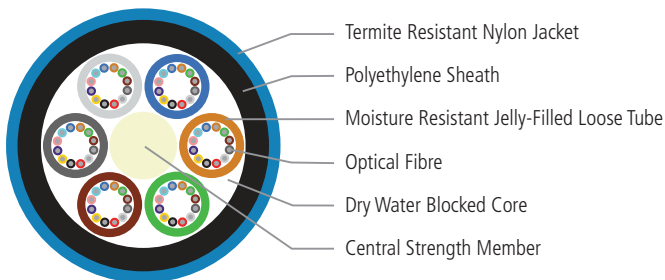 Termite Resistant Nylon Jacket
Polyethylene Sheath
Moisture Resistant Jelly-Filled Loose Tube
Optical Fibre
Dry Water Blocked Core
Central Strength Member